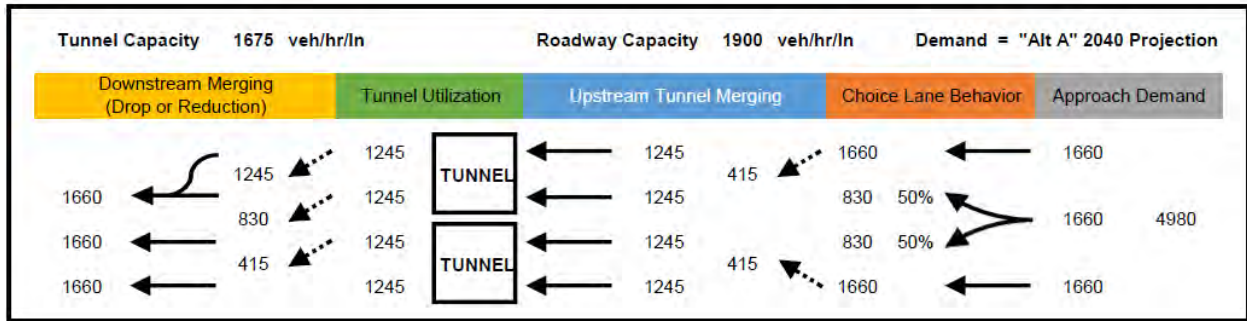 Tunnel Capacity 1675 veh/hr/ln Roadway Capacity 1900 veh/hr/ln Demand = "Alt A" 2040 Projection
Downstream Merging
(Drop or Reduction)
Tunnel Utilization
Upstream Tunnel Merging
Choice Lane Behavior
Approach Demand
1245 1245 1660 1660
1245 TUNNEL 415
1660 1245 1245 830 50%
830 1660 4980
1660 1245 1245 830 50%
415 TUNNEL 415
1660 1245 1245 1660 1660